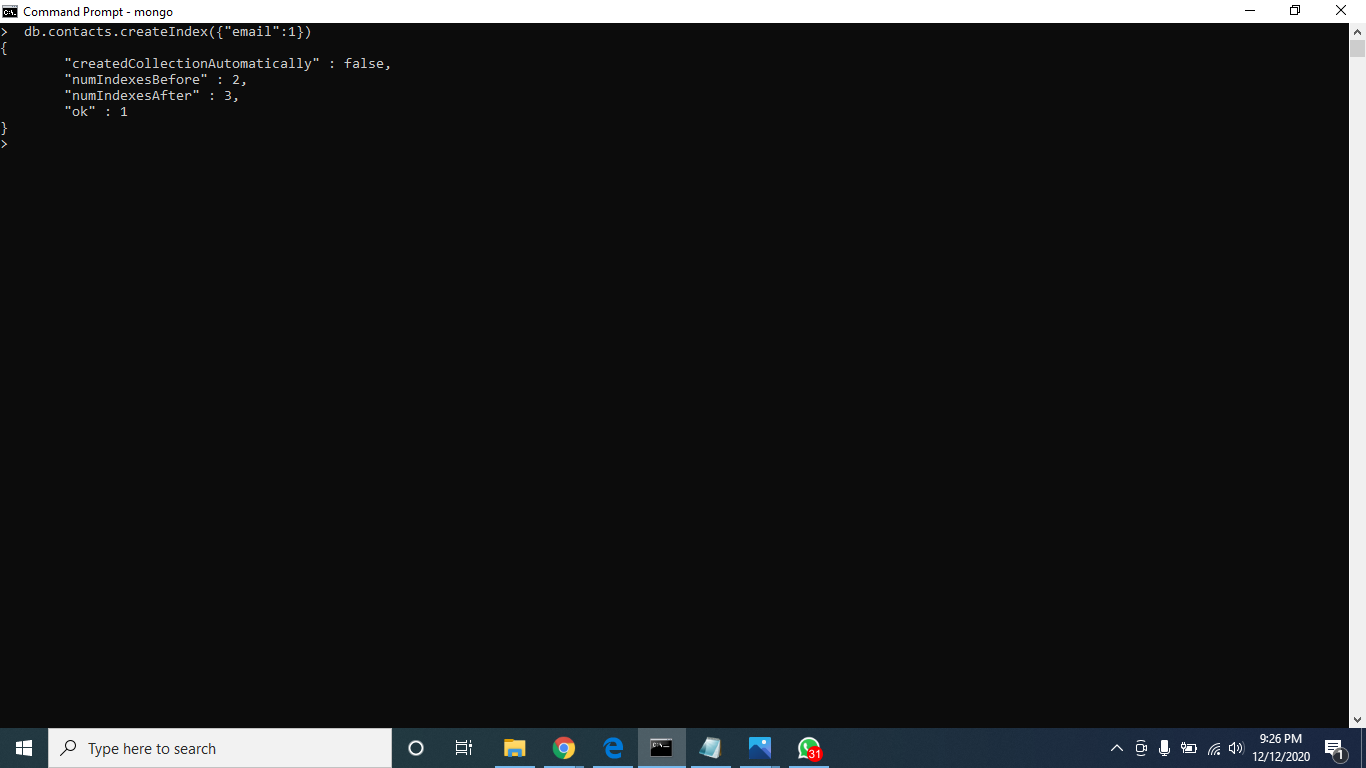 Command Prompt - mongo
>  db.contacts.createIndex({"email":1})
{
        "createdCollectionAutomatically" : false,
        "numIndexesBefore" : 2,
        "numIndexesAfter" : 3,
        "ok" : 1
}
>
Type here to search
31
9:26 PM
12/12/2020
1